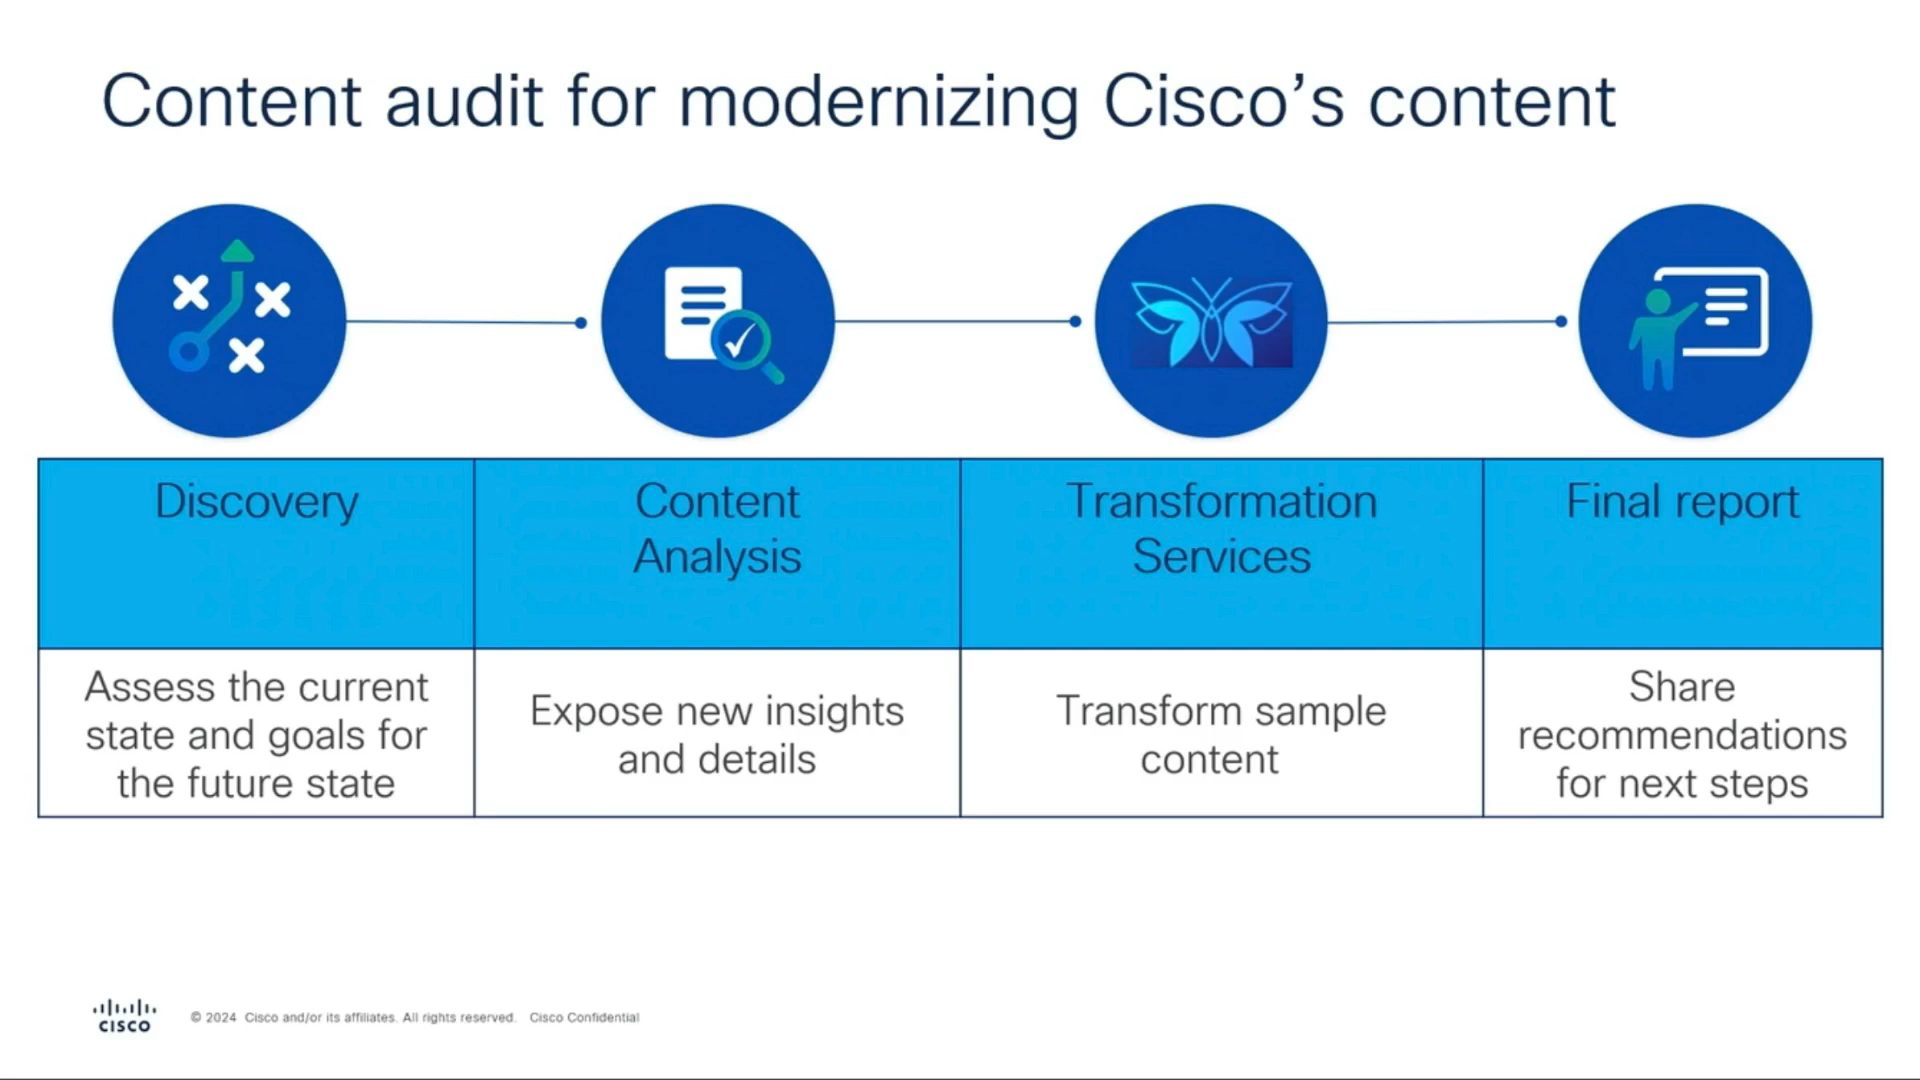 Content audit for modernizing Cisco’s content
Discovery
Content
Analysis
Transformation
Services
Final report
Assess the current
state and goals for
the future state
Expose new insights
and details
Transform sample
content
Share
recommendations
for next steps
CISCO
© 2024 Cisco and/or its affiliates. All rights reserved. Cisco Confidential